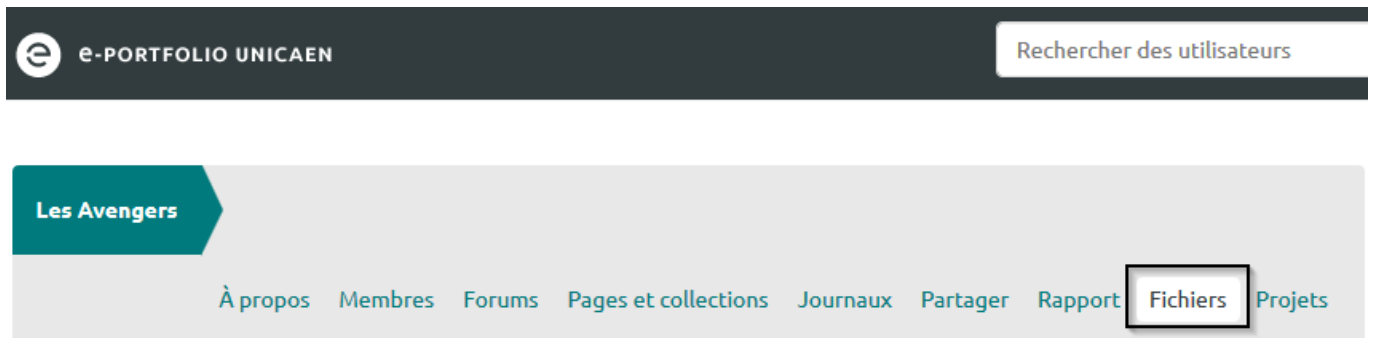 e e-PORTFOLIO UNICAEN
Rechercher des utilisateurs
Les Avengers
À propos Membres Forums Pages et collections Journaux Partager Rapport Fichiers Projets